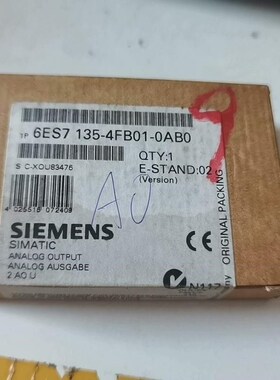 1P 6ES7 135-4FB01-0AB0
QTY:1
S C-XOU83476
E-STAND:02
(Version)
AU
SIEMENS
SIMATIC
ANALOG OUTPUT
ANALOG AUSGABE
2 AO U
CE
N117
ORIGINAL PACKING